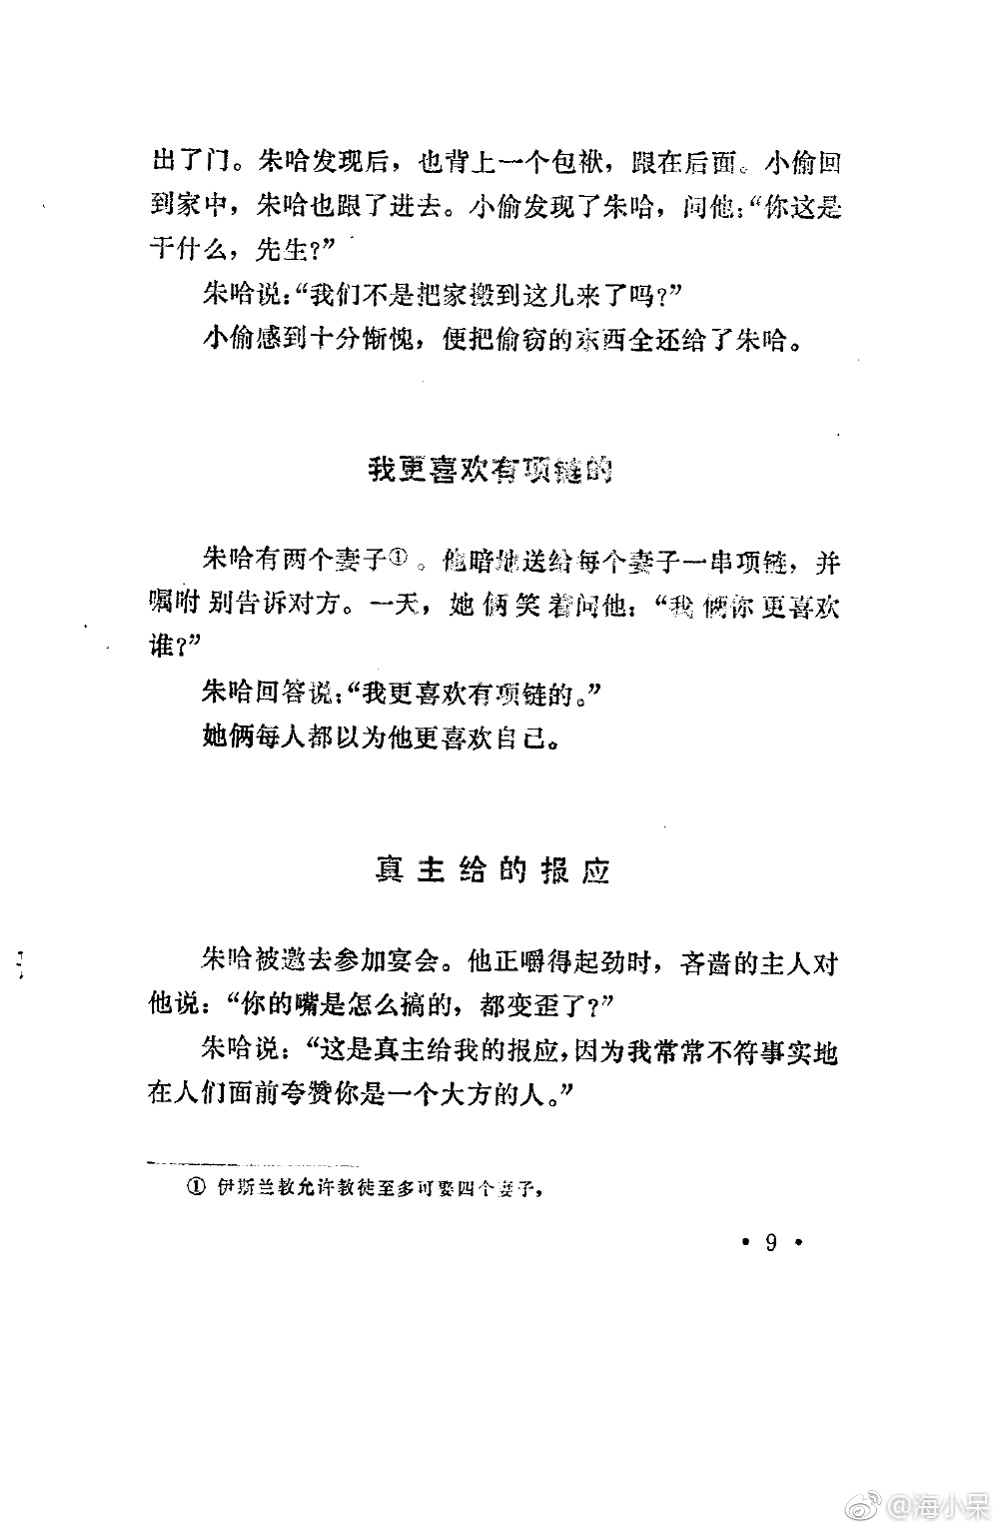 出了门。朱哈发现后，也背上一个包袱，跟在后面。小偷回
到家中，朱哈也跟了进去。小偷发现了朱哈，问他：“你这是
干什么，先生？”
朱哈说：“我们不是把家搬到这儿来了吗？”
小偷感到十分惭愧，便把偷窃的东西全还给了朱哈。
我更喜欢有项链的
朱哈有两个妻子①。他暗地送给每个妻子一串项链，并
嘱咐别告诉对方。一天，她俩笑着问他：“我俩你更喜欢
谁？”
朱哈回答说：“我更喜欢有项链的。”
她俩每人都以为他更喜欢自己。
真主给的报应
朱哈被邀去参加宴会。他正嚼得起劲时，吝啬的主人对
他说：“你的嘴是怎么搞的，都变歪了？”
朱哈说：“这是真主给我的报应，因为我常常不符事实地
在人们面前夸赞你是一个大方的人。”
① 伊斯兰教允许教徒至多可娶四个妻子，
• 9 •
@海小呆